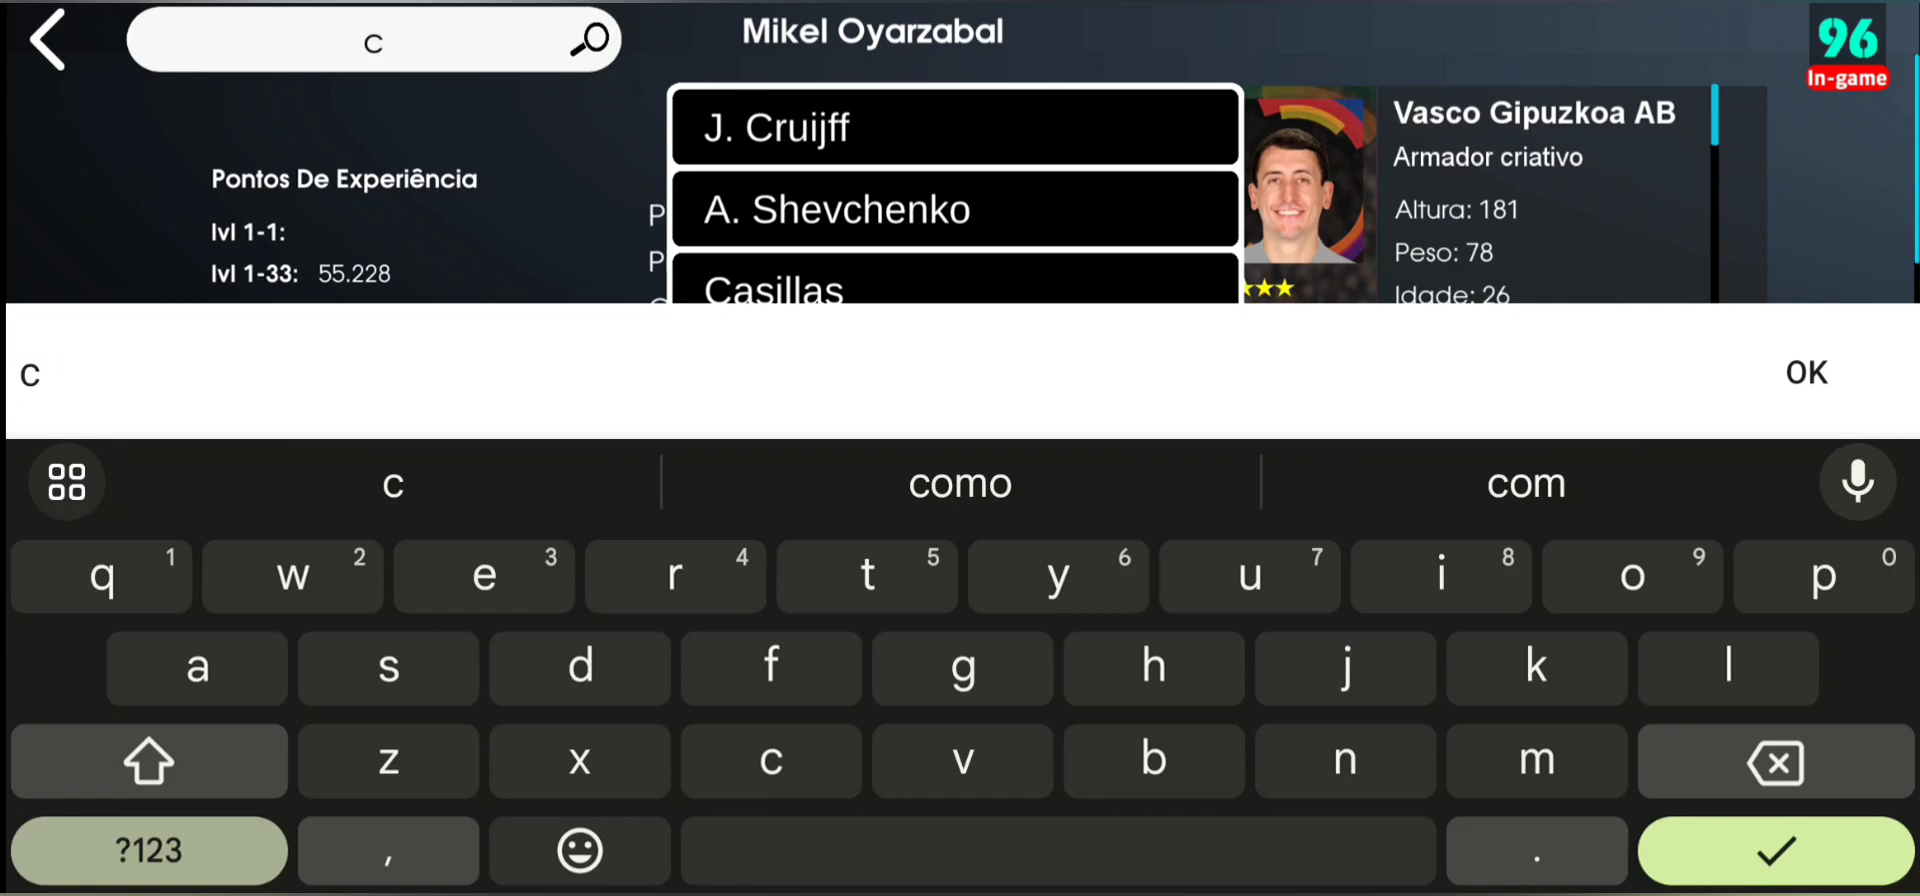 c
Mikel Oyarzabal
96
In-game
J. Cruijff
A. Shevchenko
Casillas
Pontos De Experiência
lvl 1-1:
lvl 1-33: 55.228
P
P
Vasco Gipuzkoa AB
Armador criativo
Altura: 181
Peso: 78
Idade: 26
c
OK
c como com
q 1 w 2 e 3 r 4 t 5 y 6 u 7 i 8 o 9 p 0
a s d f g h j k l
z x c v b n m
?123 , .